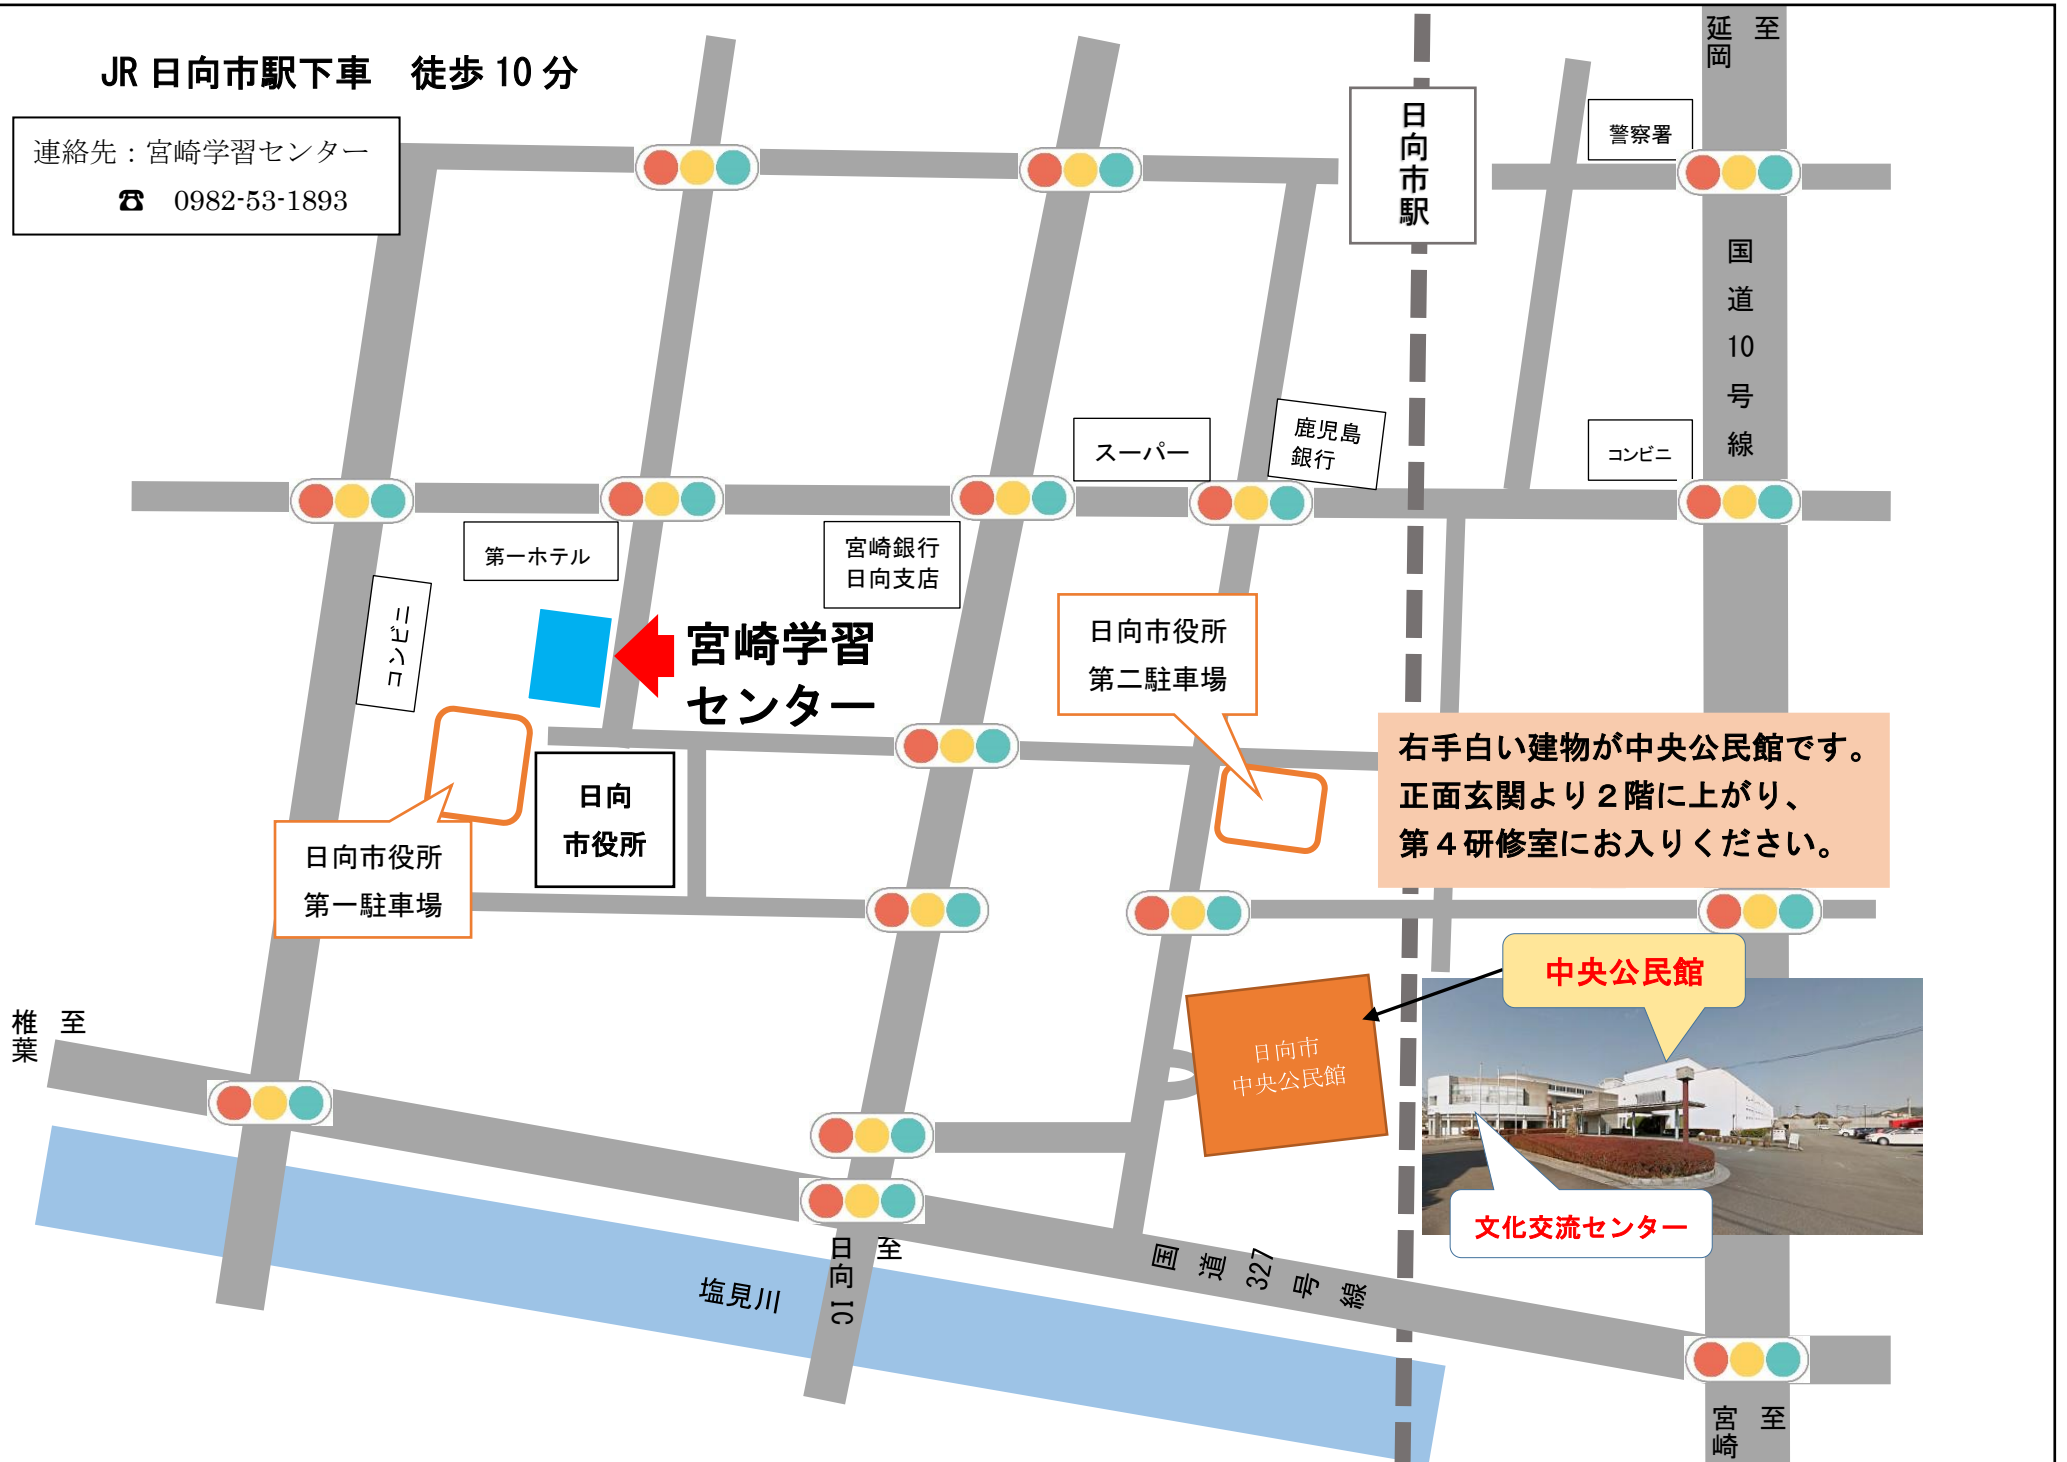 JR 日向市駅下車　徒歩 10 分
連絡先：宮崎学習センター
☎　0982-53-1893
日向市駅
至延岡
警察署
国道10号線
スーパー
鹿児島
銀行
コンビニ
第一ホテル
宮崎銀行
日向支店
コンビニ
宮崎学習
センター
日向市役所
第二駐車場
右手白い建物が中央公民館です。
正面玄関より２階に上がり、
第４研修室にお入りください。
日向
市役所
日向市役所
第一駐車場
中央公民館
日向市
中央公民館
至椎葉
文化交流センター
至日向IC
国道327号線
塩見川
至宮崎